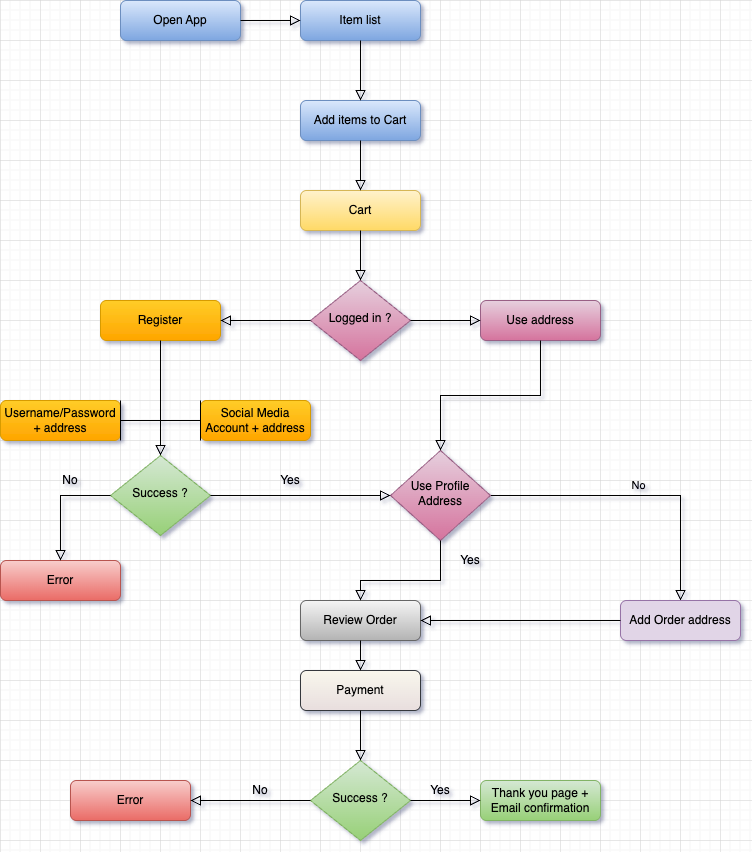 Open App
Item list
Add items to Cart
Cart
Logged in ?
Register
Use address
Username/Password
+ address
Social Media
Account + address
Success ?
No
Yes
Use Profile
Address
No
Yes
Error
Review Order
Add Order address
Payment
Success ?
No
Yes
Error
Thank you page +
Email confirmation